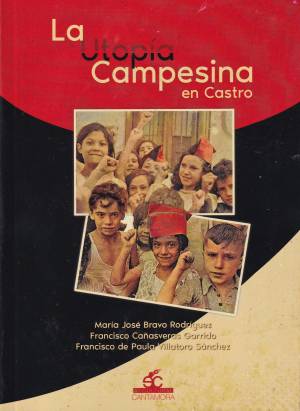 La
Utopía
Campesina
en Castro
María José Bravo Rodríguez
Francisco Cañasveras Garrido
Francisco de Paula Villatoro Sánchez
CANTAMORA